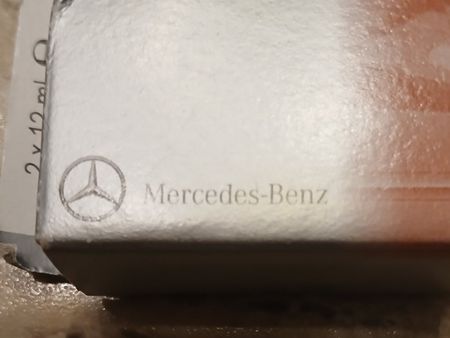 2 x 12 ml
Mercedes-Benz